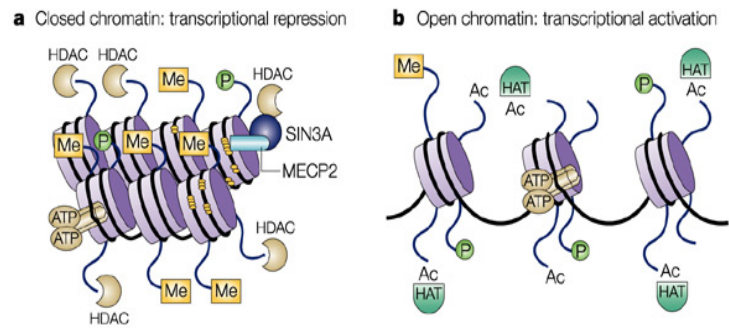 a Closed chromatin: transcriptional repression
HDAC HDAC
Me
P
HDAC
Me
P
Me
Me
SIN3A
MECP2
ATP
ATP
HDAC
Me
Me
HDAC
b Open chromatin: transcriptional activation
Me
Ac
HAT
Ac
P
HAT
Ac
ATP
ATP
P
P
Ac
HAT
Ac
Ac
HAT